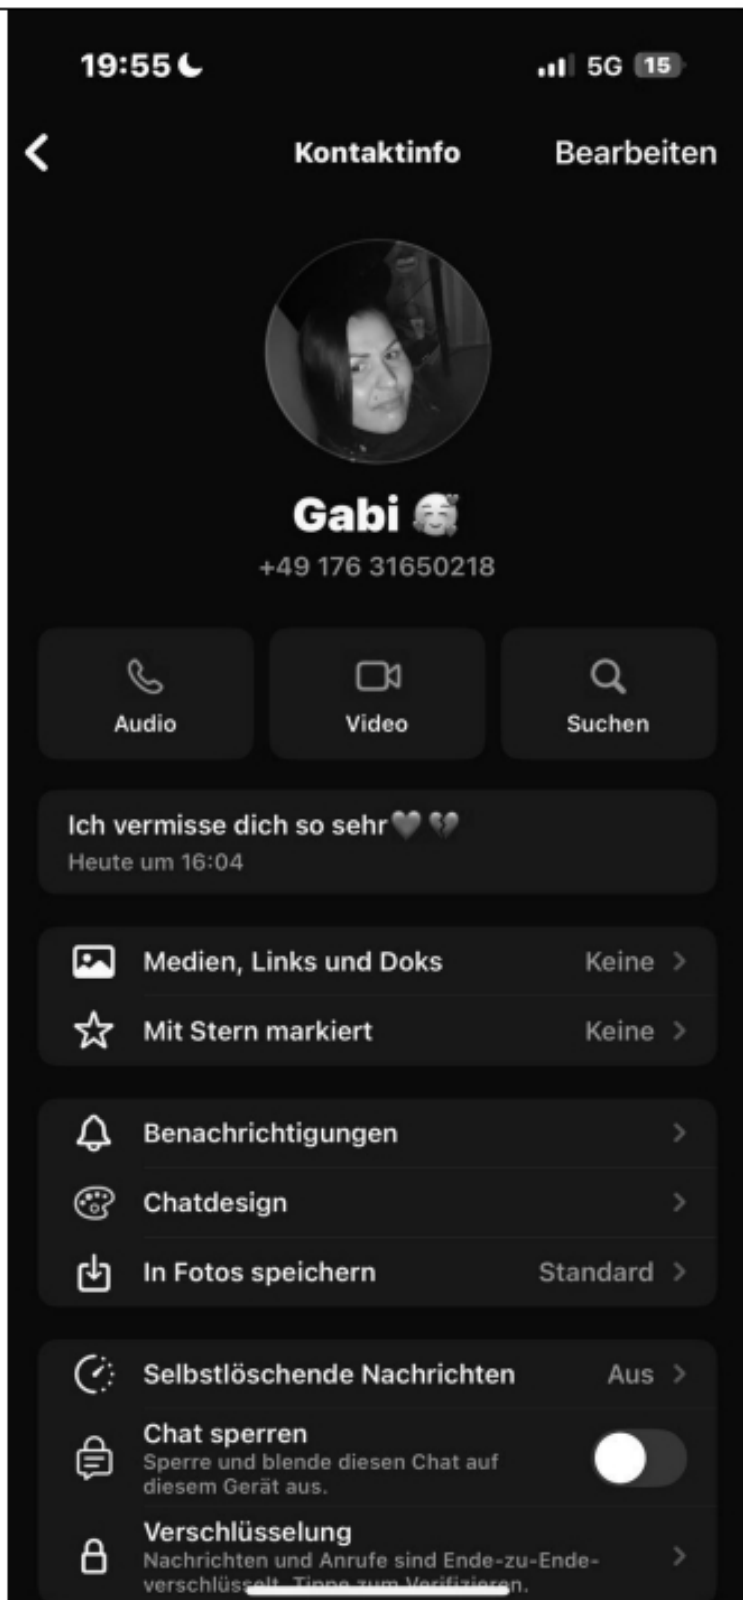 19:55
5G 15
Kontaktinfo
Bearbeiten
Gabi 🥰
+49 176 31650218
Audio
Video
Suchen
Ich vermisse dich so sehr❤️💔
Heute um 16:04
Medien, Links und Doks
Keine
Mit Stern markiert
Keine
Benachrichtigungen
Chatdesign
In Fotos speichern
Standard
Selbstlöschende Nachrichten
Aus
Chat sperren
Sperre und blende diesen Chat auf
diesem Gerät aus.
Verschlüsselung
Nachrichten und Anrufe sind Ende-zu-Ende-
verschlüsselt. Tippe zum Verifizieren.